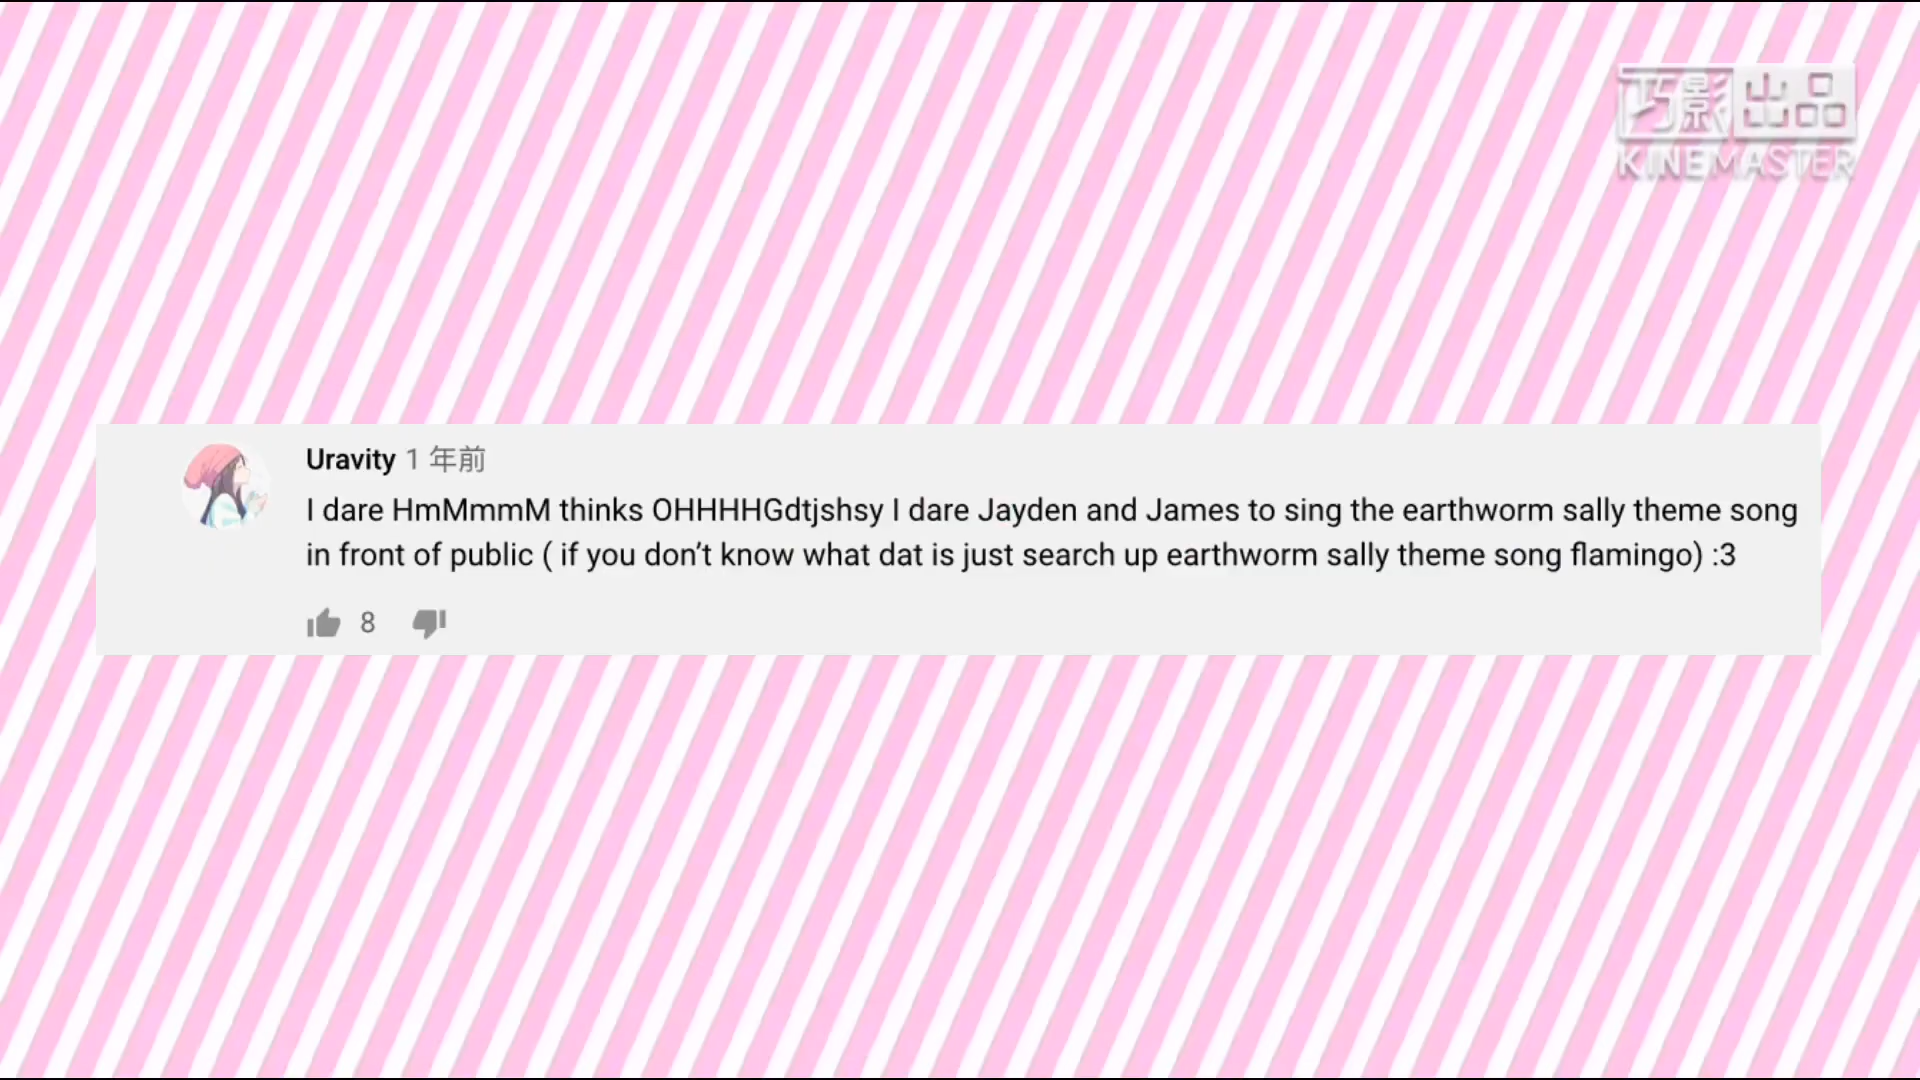 巧影出品
KINEMASTER
Uravity 1 年前
I dare HmMmmM thinks OHHHHGdtjshsy I dare Jayden and James to sing the earthworm sally theme song
in front of public ( if you don’t know what dat is just search up earthworm sally theme song flamingo) :3
8